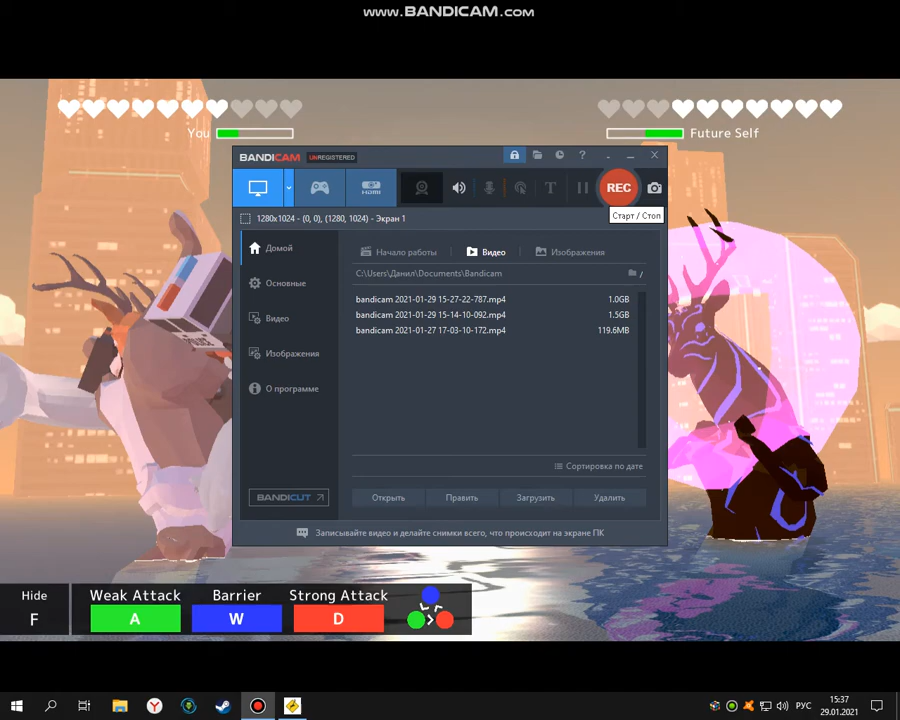 www.BANDICAM.com
You
Future Self
BANDICAM UNREGISTERED
HDMI
REC
Старт / Стоп
1280x1024 - (0, 0), (1280, 1024) - Экран 1
Домой
Основные
Видео
Изображения
О программе
BANDICUT
Начало работы
Видео
Изображения
C:\Users\Данил\Documents\Bandicam
bandicam 2021-01-29 15-27-22-787.mp4 1.0GB
bandicam 2021-01-29 15-14-10-092.mp4 1.5GB
bandicam 2021-01-27 17-03-10-172.mp4 119.6MB
Сортировка по дате
Открыть
Править
Загрузить
Удалить
Записывайте видео и делайте снимки всего, что происходит на экране ПК
Hide Weak Attack Barrier Strong Attack
F A W D
РУС
15:37
29.01.2021